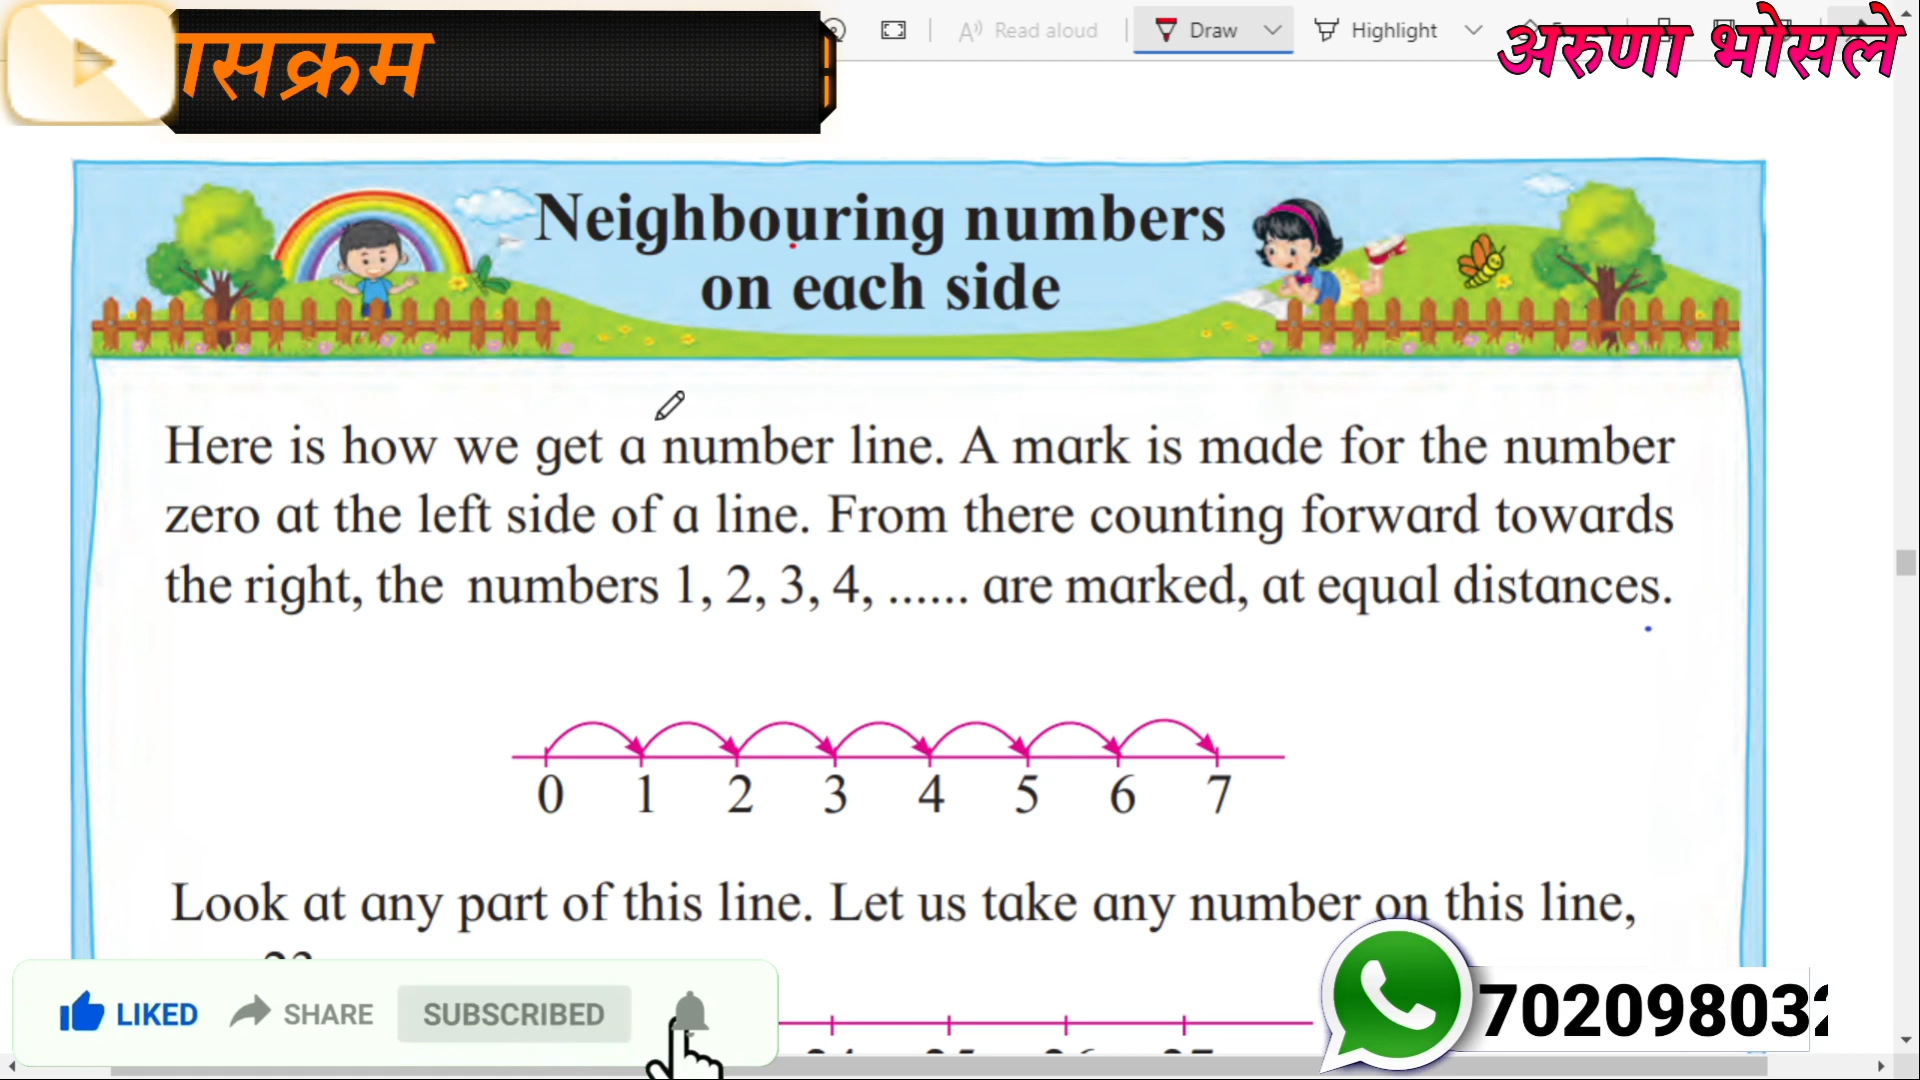 Read aloud
Draw
Highlight
अरुणा भोसले
Neighbouring numbers
on each side
Here is how we get a number line. A mark is made for the number
zero at the left side of a line. From there counting forward towards
the right, the numbers 1, 2, 3, 4, ...... are marked, at equal distances.
0 1 2 3 4 5 6 7
Look at any part of this line. Let us take any number on this line,
LIKED SHARE SUBSCRIBED